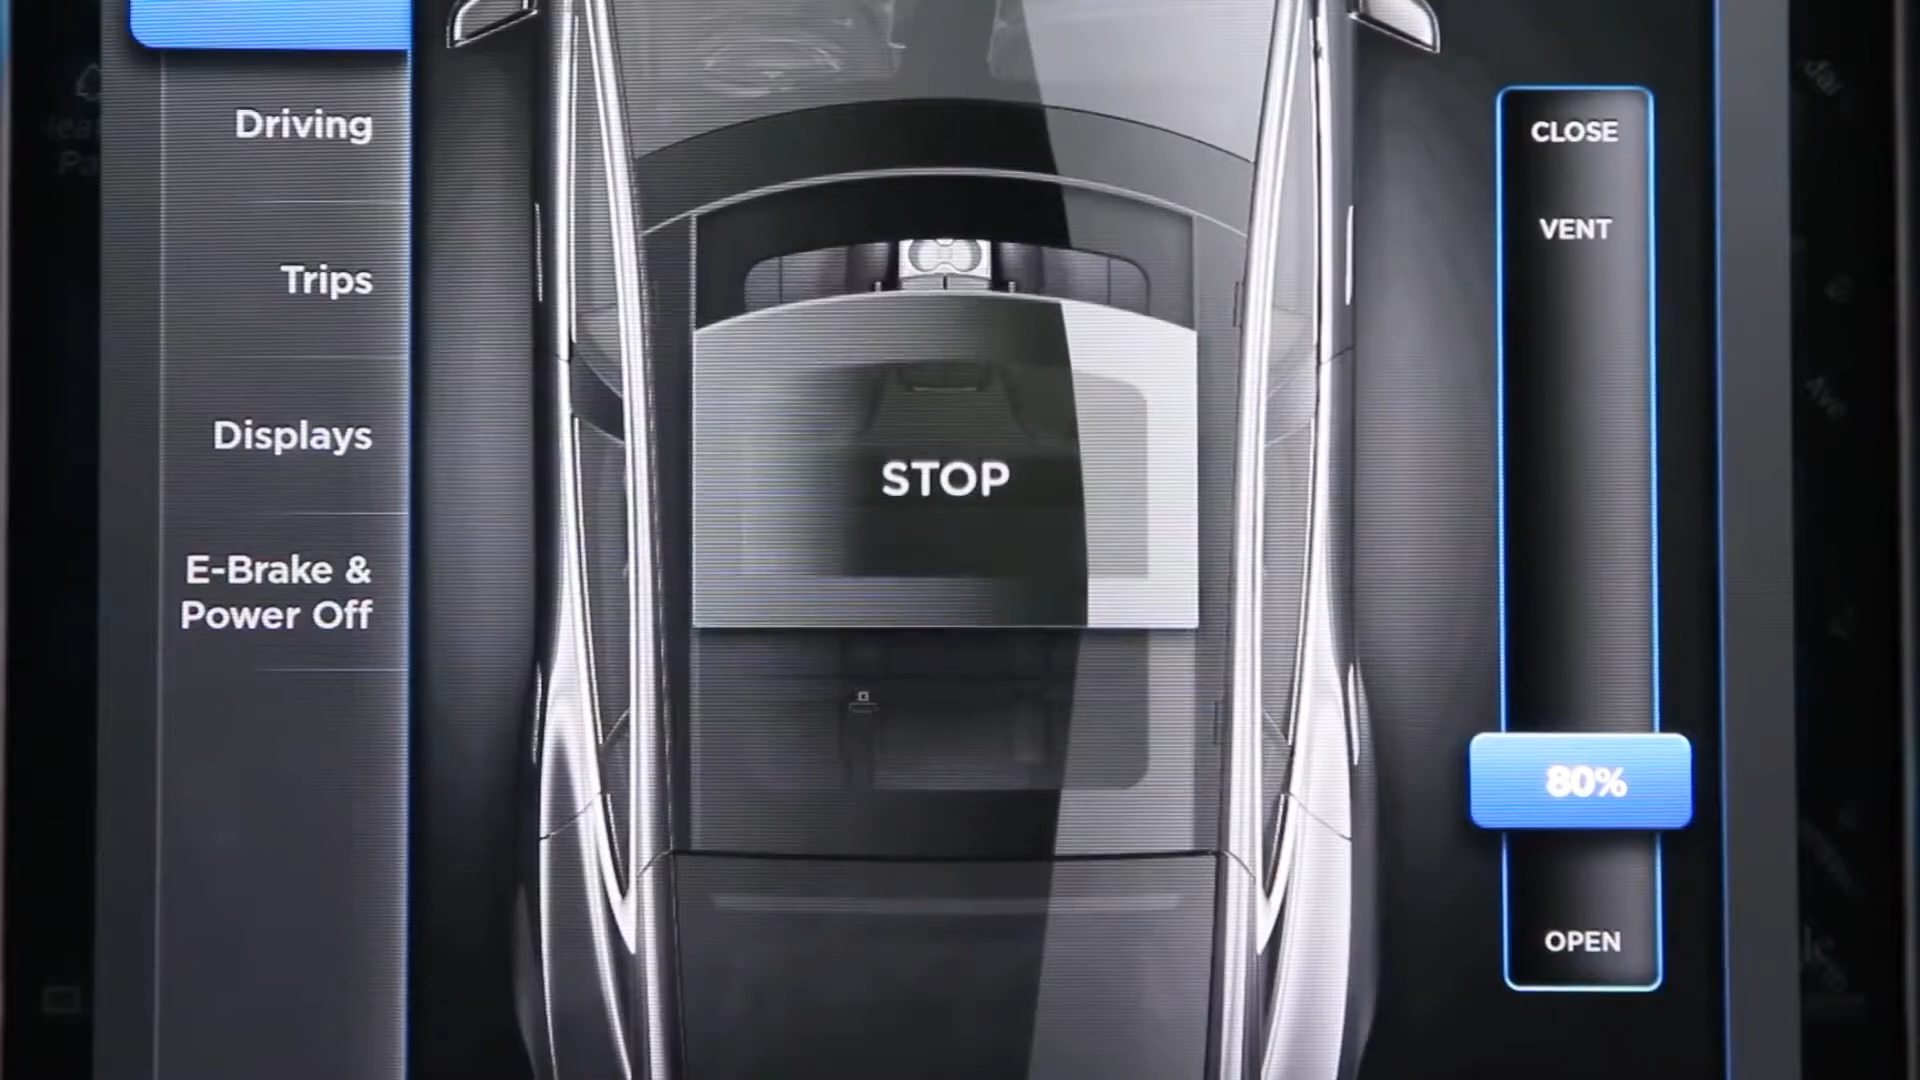 Driving
Trips
Displays
E-Brake &
Power Off
STOP
CLOSE
VENT
80%
OPEN